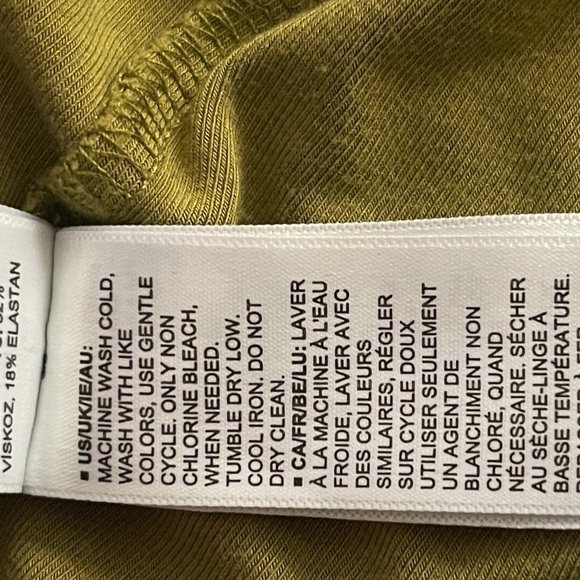 VISKOZ, 18% ELASTAN
▪ US/UK/IE/AU:
MACHINE WASH COLD,
WASH WITH LIKE
COLORS, USE GENTLE
CYCLE. ONLY NON
CHLORINE BLEACH,
WHEN NEEDED.
TUMBLE DRY LOW.
COOL IRON. DO NOT
DRY CLEAN.
▪ CA/FR/BE/LU: LAVER
À LA MACHINE À L'EAU
FROIDE, LAVER AVEC
DES COULEURS
SIMILAIRES, RÉGLER
SUR CYCLE DOUX
UTILISER SEULEMENT
UN AGENT DE
BLANCHIMENT NON
CHLORÉ, QUAND
NÉCESSAIRE. SÉCHER
AU SÈCHE-LINGE À
BASSE TEMPÉRATURE.